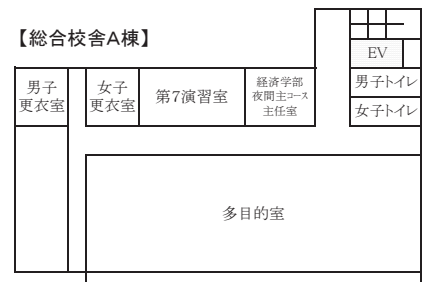 【総合校舎A棟】
EV
男子
更衣室
女子
更衣室
第7演習室
経済学部
夜間主コース
主任室
男子トイレ
女子トイレ
多目的室